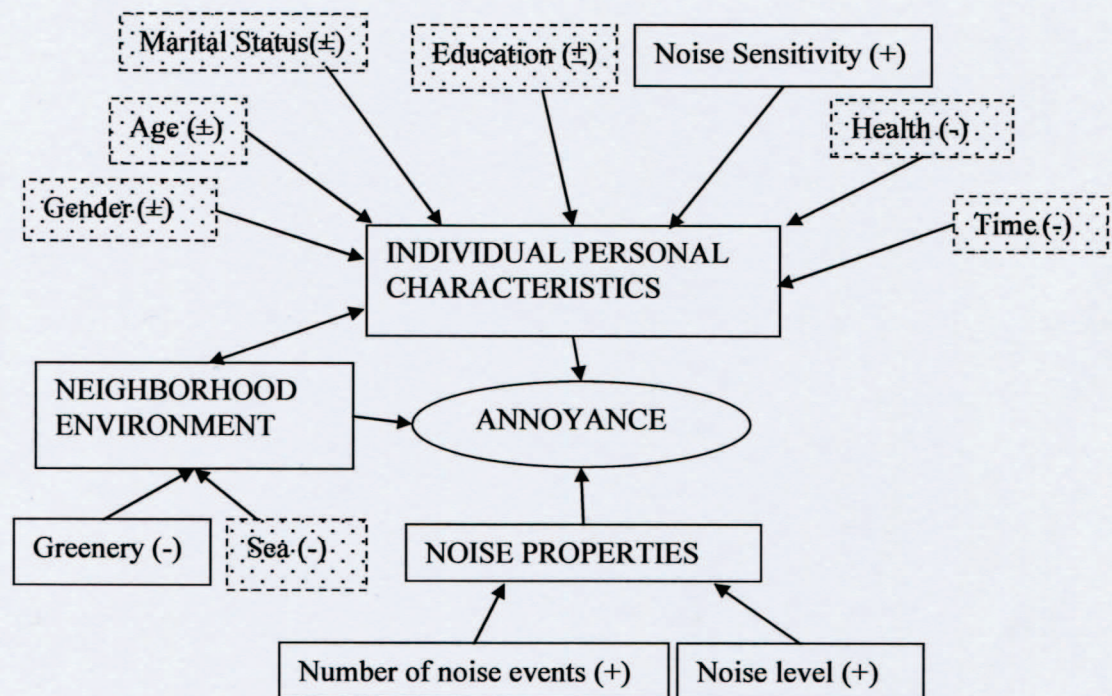 Marital Status(±)
Education (±)
Noise Sensitivity (+)
Age (±)
Health (-)
Gender (±)
Time (-)
INDIVIDUAL PERSONAL
CHARACTERISTICS
NEIGHBORHOOD
ENVIRONMENT
ANNOYANCE
Greenery (-)
Sea (-)
NOISE PROPERTIES
Number of noise events (+)
Noise level (+)